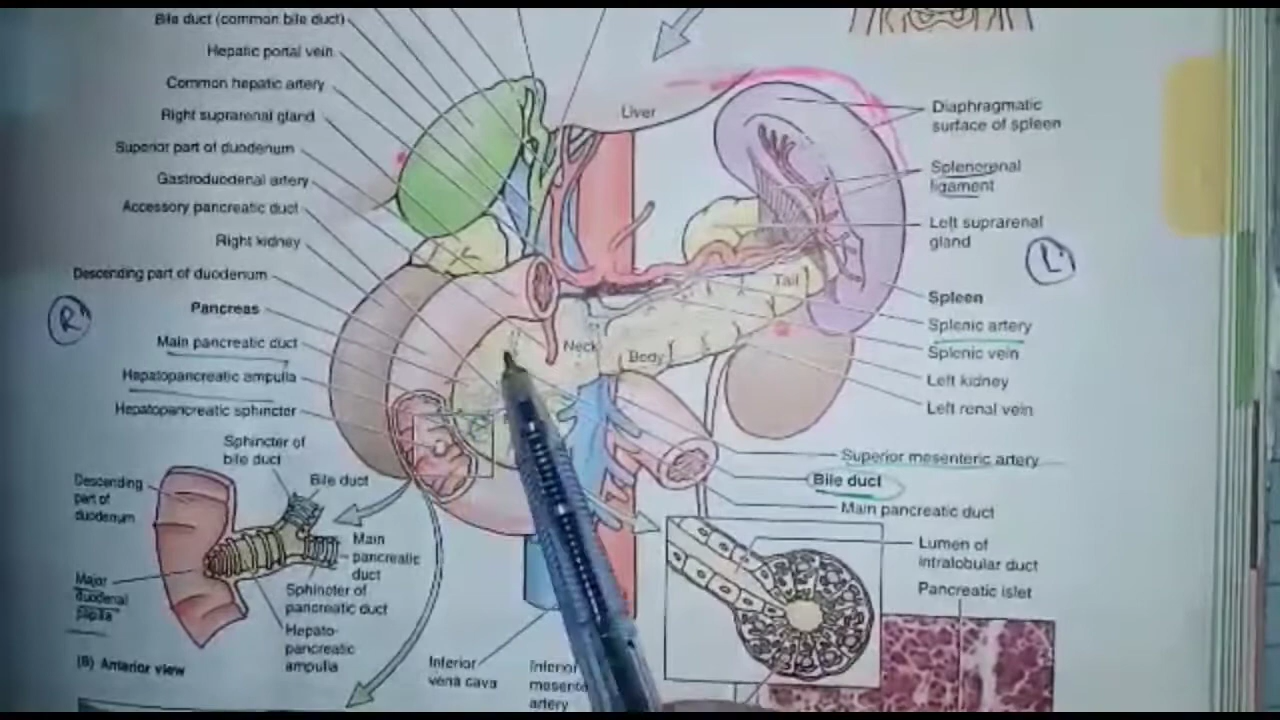 Bile duct (common bile duct)
Hepatic portal vein
Common hepatic artery
Right suprarenal gland
Superior part of duodenum
Gastroduodenal artery
Accessory pancreatic duct
Right kidney
Descending part of duodenum
Pancreas
Main pancreatic duct
Hepatopancreatic ampulla
Hepatopancreatic sphincter
R
Liver
Neck
Body
Tail
Diaphragmatic
surface of spleen
Splenorenal
ligament
Left suprarenal
gland
L
Spleen
Splenic artery
Splenic vein
Left kidney
Left renal vein
Superior mesenteric artery
Bile duct
Main pancreatic duct
Lumen of
intralobular duct
Pancreatic islet
Sphincter of
bile duct
Bile duct
Descending
part of
duodenum
Main
pancreatic
duct
Major
duodenal
papilla
Sphincter of
pancreatic duct
Hepato-
pancreatic
ampulla
(B) Anterior view
Inferior
vena cava
Inferior
artery